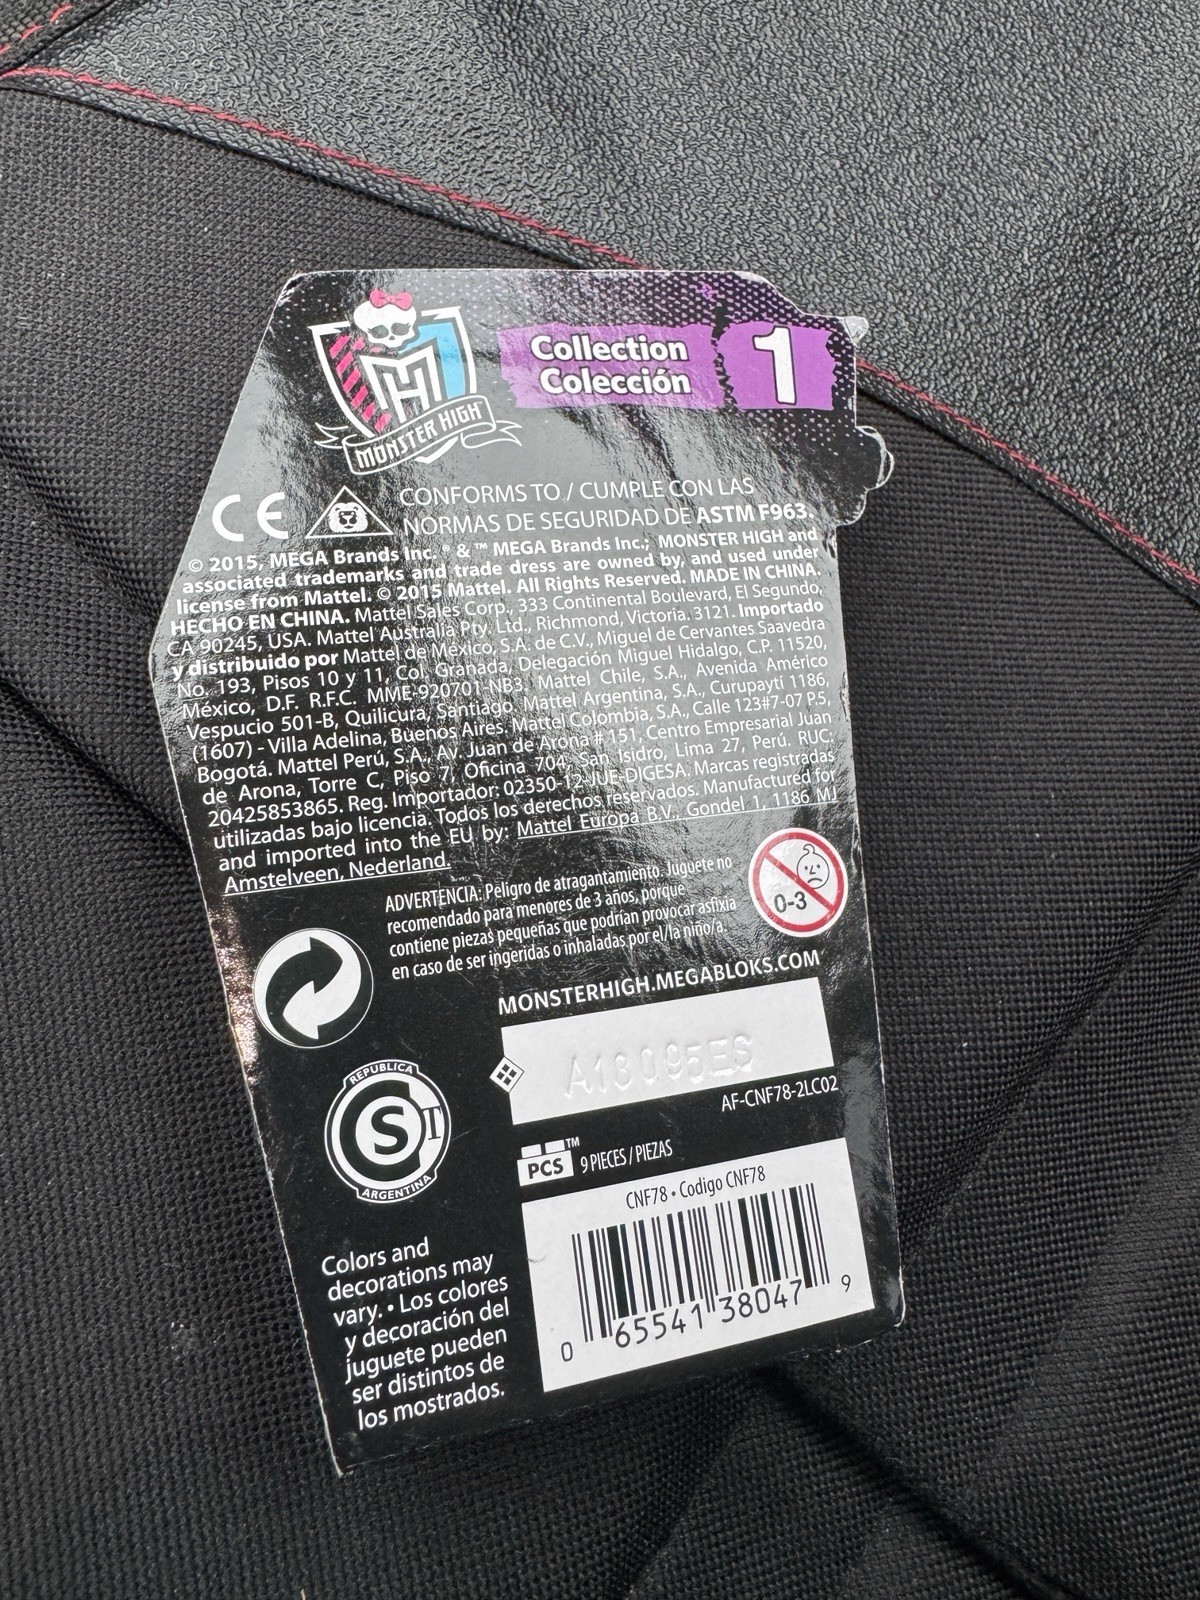 Collection
Colección
1
MONSTER HIGH
CE
CONFORMS TO / CUMPLE CON LAS
NORMAS DE SEGURIDAD DE ASTM F963.
© 2015, MEGA Brands Inc. ® & ™ MEGA Brands Inc.; MONSTER HIGH and
associated trademarks and trade dress are owned by, and used under
license from Mattel. © 2015 Mattel. All Rights Reserved. MADE IN CHINA.
HECHO EN CHINA. Mattel Sales Corp., 333 Continental Boulevard, El Segundo,
CA 90245, USA. Mattel Australia Pty. Ltd., Richmond, Victoria. 3121. Importado
y distribuido por Mattel de México, S.A. de C.V., Miguel de Cervantes Saavedra
No. 193, Pisos 10 y 11, Col. Granada, Delegación Miguel Hidalgo, C.P. 11520,
México, D.F. R.F.C. MME-920701-NB3. Mattel Chile, S.A., Avenida Américo
Vespucio 501-B, Quilicura, Santiago. Mattel Argentina, S.A., Curupaytí 1186,
(1607) - Villa Adelina, Buenos Aires. Mattel Colombia, S.A., Calle 123#7-07 P.5,
Bogotá. Mattel Perú, S.A., Av. Juan de Arona # 151, Centro Empresarial Juan
de Arona, Torre C, Piso 7, Oficina 704, San Isidro, Lima 27, Perú. RUC:
20425853865. Reg. Importador: 02350-12-JUE-DIGESA. Marcas registradas
utilizadas bajo licencia. Todos los derechos reservados. Manufactured for
and imported into the EU by: Mattel Europa B.V., Gondel 1, 1186 MJ
Amstelveen, Nederland.
ADVERTENCIA: Peligro de atragantamiento. Juguete no
recomendado para menores de 3 años, porque
contiene piezas pequeñas que podrían provocar asfixia
en caso de ser ingeridas o inhaladas por el/la niño/a.
0-3
MONSTERHIGH.MEGABLOKS.COM
A18095ES
AF-CNF78-2LC02
REPUBLICA
S T
ARGENTINA
PCS ™ 9 PIECES / PIEZAS
CNF78 • Codigo CNF78
0 65541 38047 9
Colors and
decorations may
vary. • Los colores
y decoración del
juguete pueden
ser distintos de
los mostrados.